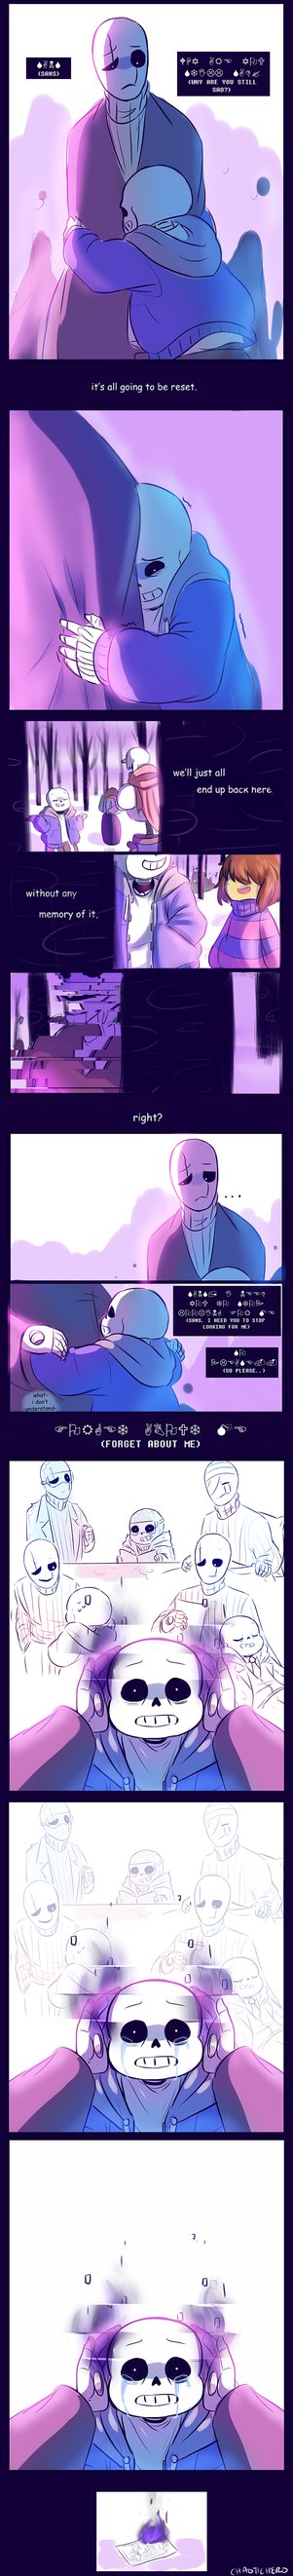 💧✌☠💧
(SANS)
🕈☟✡ ✌☼☜ ✡⚐🕆
💧❄✋☹☹ 💧✌👎✍
(WHY ARE YOU STILL
SAD?)
it's all going to be reset.
we'll just all
end up back here
without any
memory of it,
right?
...
💧✌☠💧📪 ✋ ☠☜☜👎
✡⚐🕆 ❄⚐ 💧❄⚐🏱
☹⚐⚐😐✋☠☝ ☞⚐☼ 💣☜
(SANS, I NEED YOU TO STOP
LOOKING FOR ME)
💧⚐
🏱☹☜✌💧☜📬📬
(SO PLEASE..)
what-
i don't
understand-
☞⚐☼☝☜❄ ✌👌⚐🕆❄ 💣☜
(FORGET ABOUT ME)
?
?
CHAOTICHERO